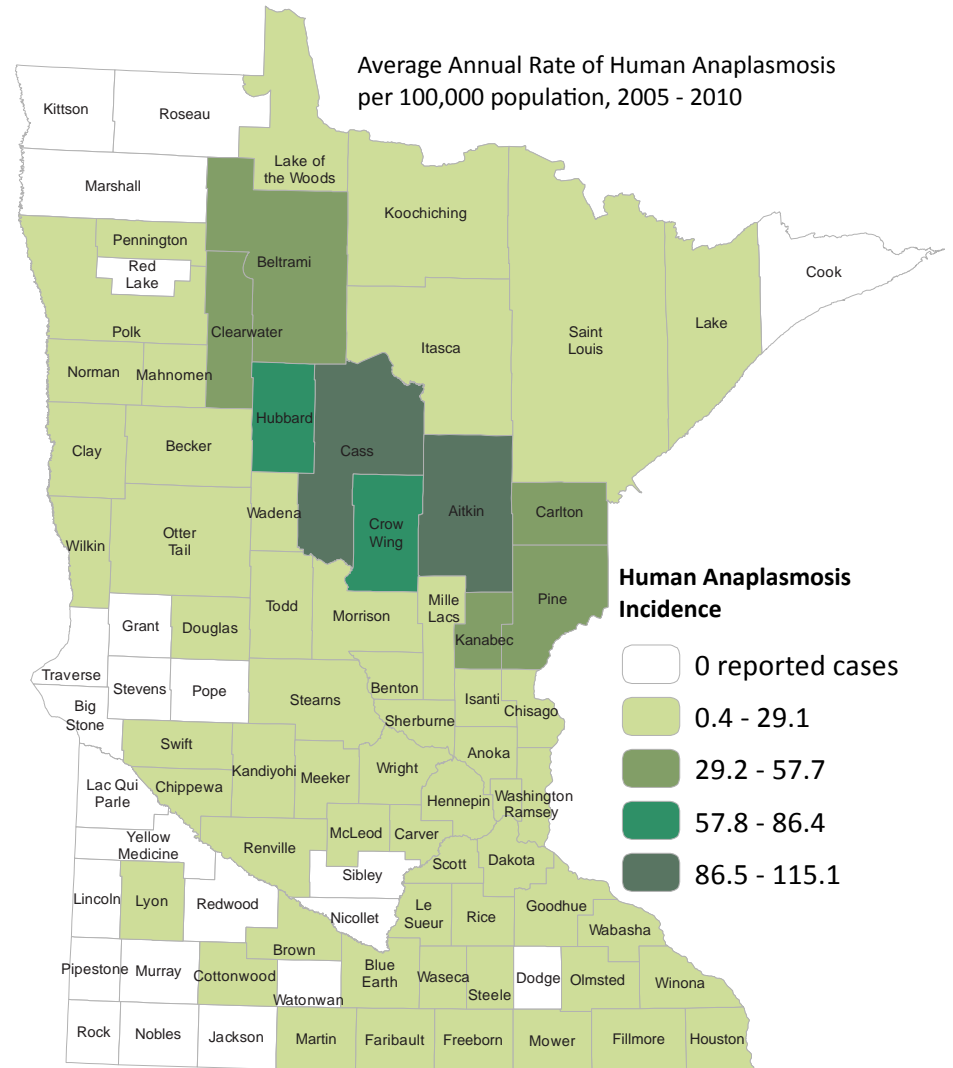 Average Annual Rate of Human Anaplasmosis
per 100,000 population, 2005 - 2010
Kittson
Roseau
Lake of
the Woods
Marshall
Koochiching
Pennington
Red
Lake
Beltrami
Cook
Polk
Clearwater
Saint
Louis
Lake
Itasca
Norman
Mahnomen
Hubbard
Cass
Clay
Becker
Wadena
Aitkin
Carlton
Crow
Wing
Otter
Tail
Wilkin
Human Anaplasmosis
Incidence
0 reported cases
0.4 - 29.1
29.2 - 57.7
57.8 - 86.4
86.5 - 115.1
Pine
Mille
Lacs
Todd
Morrison
Grant
Douglas
Kanabec
Traverse
Stevens
Pope
Stearns
Benton
Isanti
Chisago
Big
Stone
Sherburne
Swift
Anoka
Kandiyohi
Meeker
Wright
Lac Qui
Parle
Chippewa
Hennepin
Washington
Ramsey
Yellow
Medicine
Renville
McLeod
Carver
Scott
Dakota
Sibley
Lincoln
Lyon
Redwood
Nicollet
Le
Sueur
Rice
Goodhue
Wabasha
Brown
Pipestone
Murray
Cottonwood
Watonwan
Blue
Earth
Waseca
Steele
Dodge
Olmsted
Winona
Rock
Nobles
Jackson
Martin
Faribault
Freeborn
Mower
Fillmore
Houston